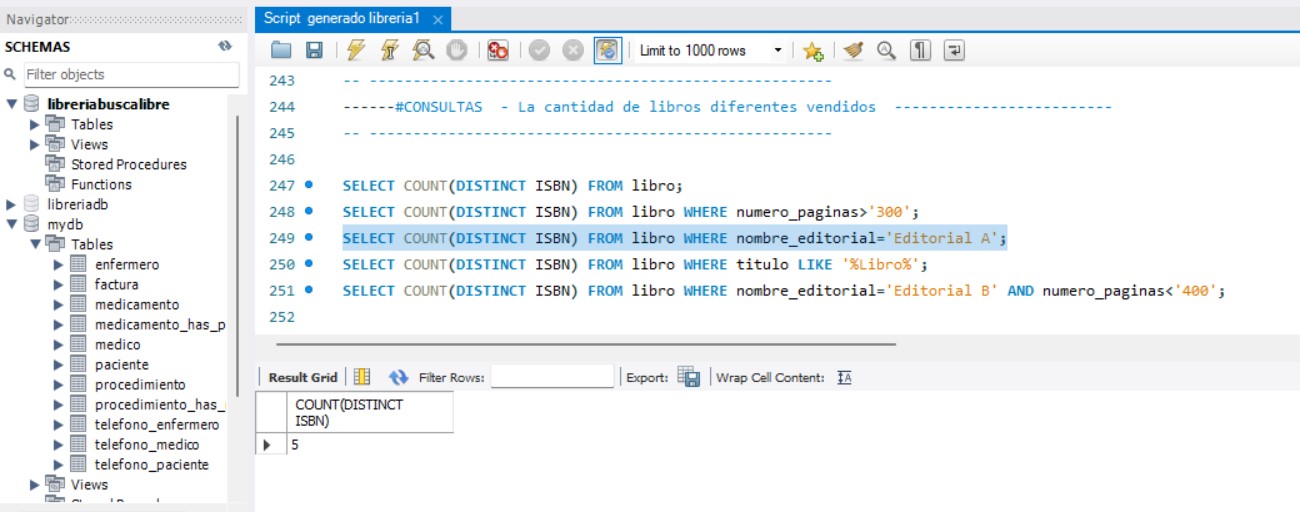 Navigator
SCHEMAS
Filter objects
libreriabuscalibre
Tables
Views
Stored Procedures
Functions
libreriadb
mydb
Tables
enfermero
factura
medicamento
medicamento_has_p
medico
paciente
procedimiento
procedimiento_has_
telefono_enfermero
telefono_medico
telefono_paciente
Views
Script generado libreria1
Limit to 1000 rows
243 -- -----------------------------------------------------
244 ------#CONSULTAS - La cantidad de libros diferentes vendidos -------------------------
245 -- -----------------------------------------------------
246
247 SELECT COUNT(DISTINCT ISBN) FROM libro;
248 SELECT COUNT(DISTINCT ISBN) FROM libro WHERE numero_paginas>'300';
249 SELECT COUNT(DISTINCT ISBN) FROM libro WHERE nombre_editorial='Editorial A';
250 SELECT COUNT(DISTINCT ISBN) FROM libro WHERE titulo LIKE '%Libro%';
251 SELECT COUNT(DISTINCT ISBN) FROM libro WHERE nombre_editorial='Editorial B' AND numero_paginas<'400';
252
Result Grid Filter Rows: Export: Wrap Cell Content:
COUNT(DISTINCT
ISBN)
5